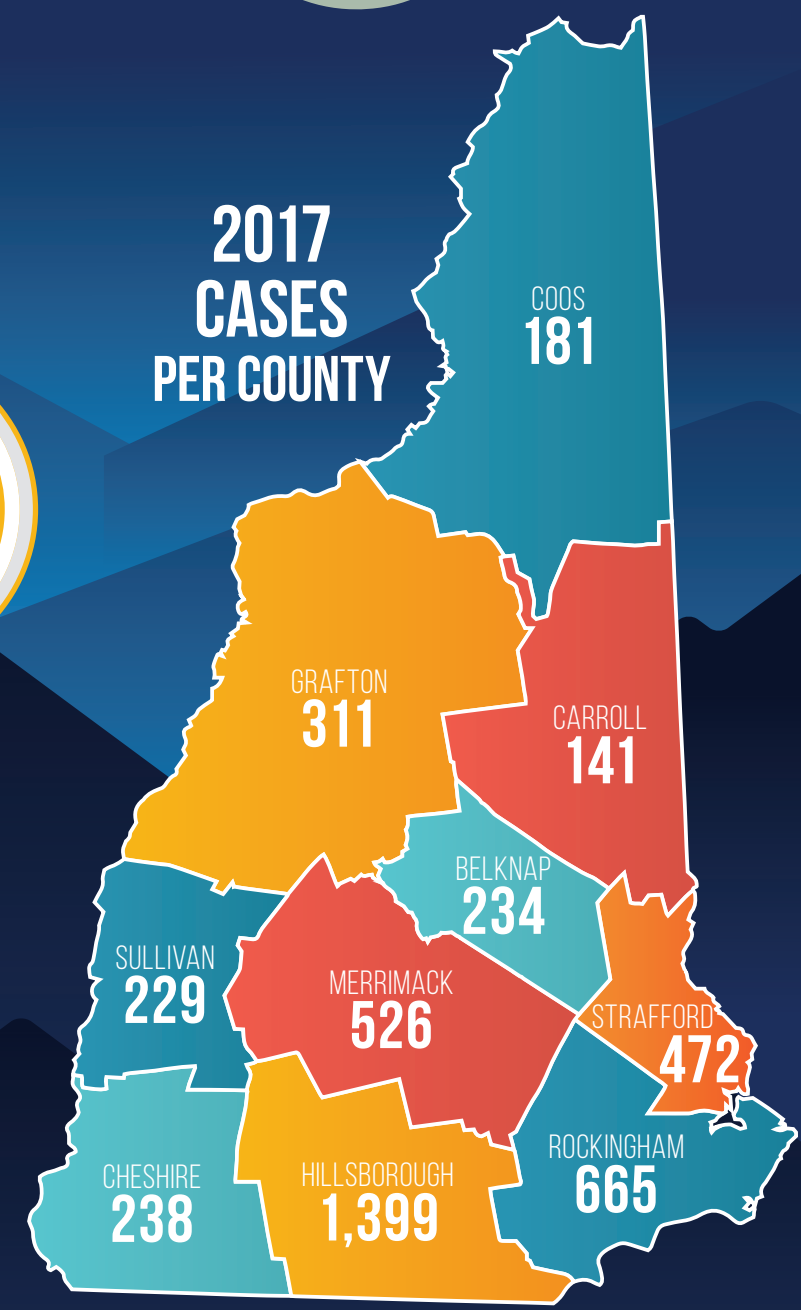 2017
CASES
PER COUNTY
COOS
181
GRAFTON
311
CARROLL
141
BELKNAP
234
SULLIVAN
229
MERRIMACK
526
STRAFFORD
472
CHESHIRE
238
HILLSBOROUGH
1,399
ROCKINGHAM
665